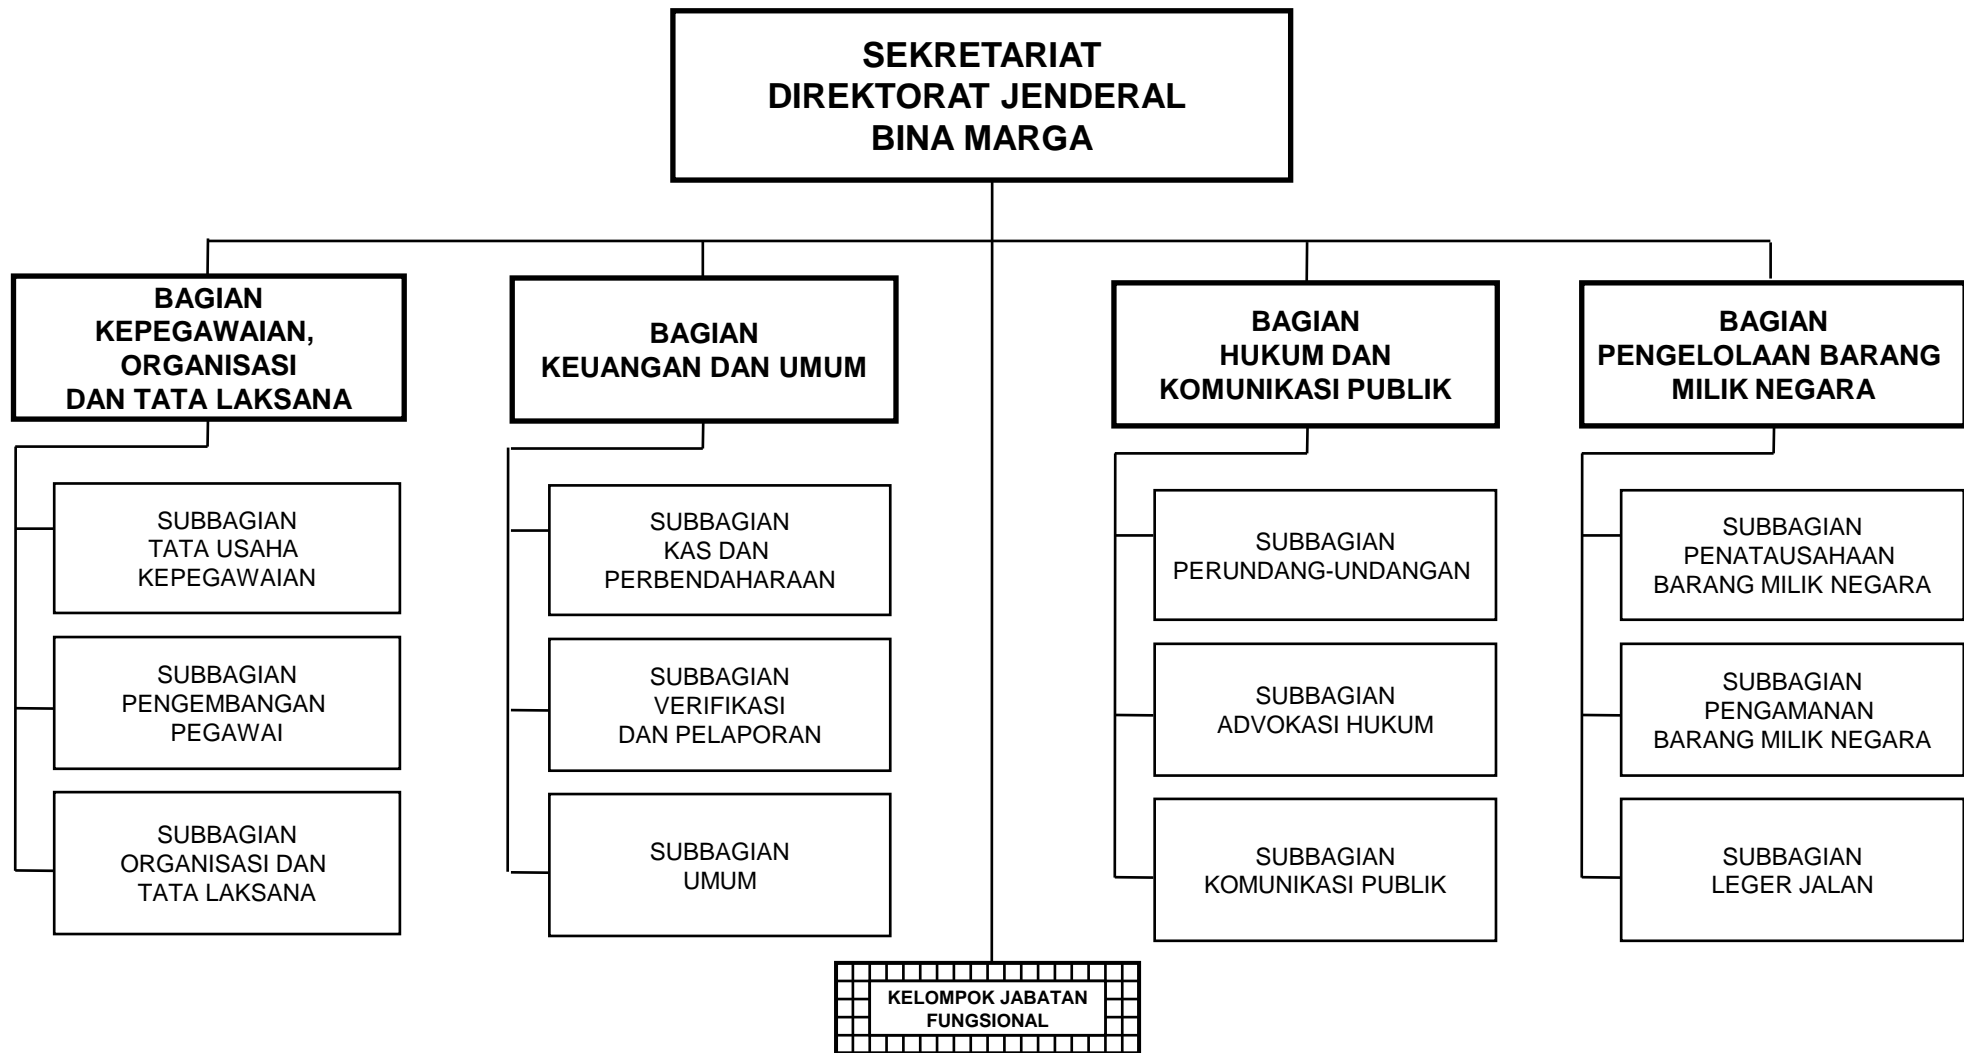 SEKRETARIAT
DIREKTORAT JENDERAL
BINA MARGA
BAGIAN
KEPEGAWAIAN,
ORGANISASI
DAN TATA LAKSANA
BAGIAN
KEUANGAN DAN UMUM
BAGIAN
HUKUM DAN
KOMUNIKASI PUBLIK
BAGIAN
PENGELOLAAN BARANG
MILIK NEGARA
SUBBAGIAN
TATA USAHA
KEPEGAWAIAN
SUBBAGIAN
KAS DAN
PERBENDAHARAAN
SUBBAGIAN
PERUNDANG-UNDANGAN
SUBBAGIAN
PENATAUSAHAAN
BARANG MILIK NEGARA
SUBBAGIAN
PENGEMBANGAN
PEGAWAI
SUBBAGIAN
VERIFIKASI
DAN PELAPORAN
SUBBAGIAN
ADVOKASI HUKUM
SUBBAGIAN
PENGAMANAN
BARANG MILIK NEGARA
SUBBAGIAN
ORGANISASI DAN
TATA LAKSANA
SUBBAGIAN
UMUM
SUBBAGIAN
KOMUNIKASI PUBLIK
SUBBAGIAN
LEGER JALAN
KELOMPOK JABATAN
FUNGSIONAL